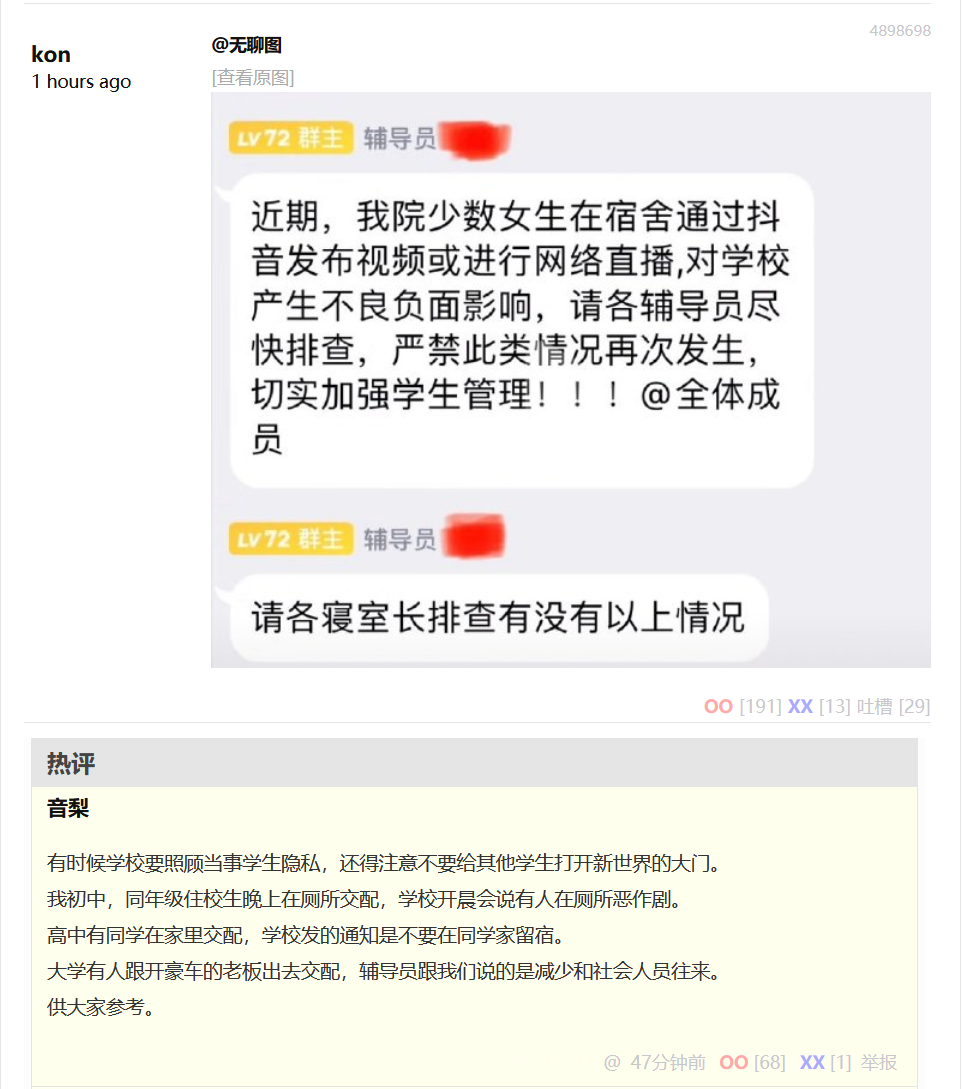 4898698
kon
1 hours ago
@无聊图
[查看原图]
LV72 群主 辅导员
近期，我院少数女生在宿舍通过抖
音发布视频或进行网络直播,对学校
产生不良负面影响，请各辅导员尽
快排查，严禁此类情况再次发生，
切实加强学生管理！！！@全体成
员
LV72 群主 辅导员
请各寝室长排查有没有以上情况
OO [191] XX [13] 吐槽 [29]
热评
音梨
有时候学校要照顾当事学生隐私，还得注意不要给其他学生打开新世界的大门。
我初中，同年级住校生晚上在厕所交配，学校开晨会说有人在厕所恶作剧。
高中有同学在家里交配，学校发的通知是不要在同学家留宿。
大学有人跟开豪车的老板出去交配，辅导员跟我们说的是减少和社会人员往来。
供大家参考。
@ 47分钟前 OO [68] XX [1] 举报